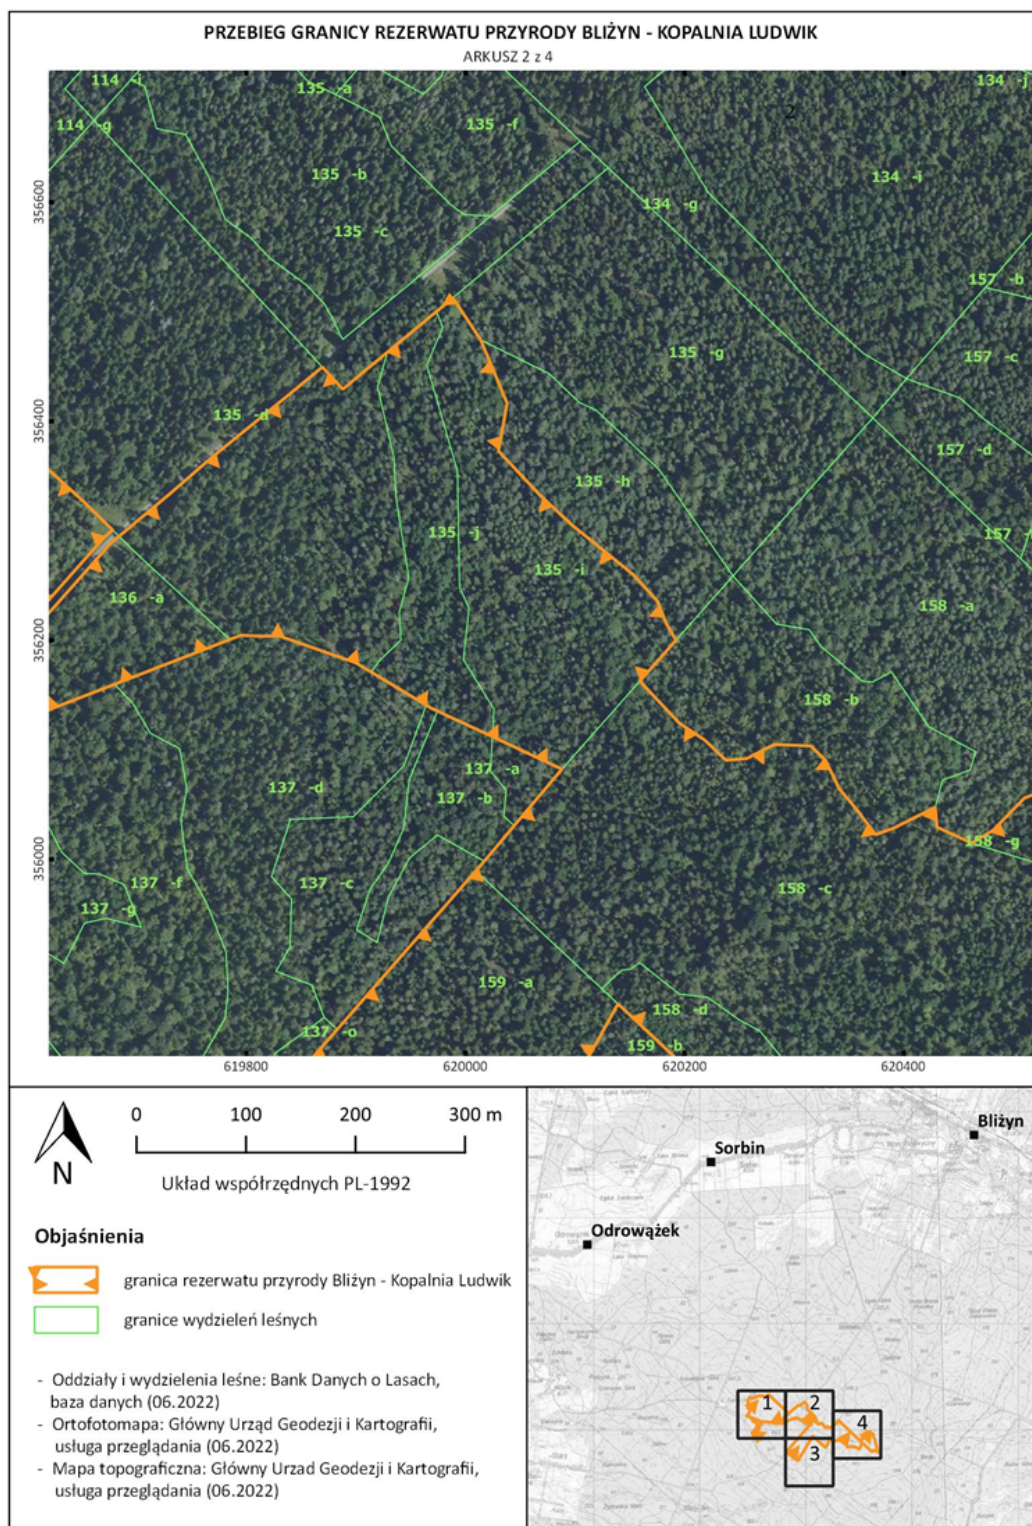 PRZEBIEG GRANICY REZERWATU PRZYRODY BLIŻYN - KOPALNIA LUDWIK
ARKUSZ 2 z 4
114 -i
135 -a
134 -j
2
114 -g
135 -f
135 -b
134 -i
356600
134 -g
135 -c
157 -b
135 -g
157 -c
356400
135 -d
157 -d
135 -h
135 -j
157
135 -i
136 -a
158 -a
356200
158 -b
137 -a
137 -d
137 -b
158 -g
356000
137 -f
137 -c
158 -c
137 -g
159 -a
158 -d
137 -o
159 -b
619800
620000
620200
620400
0
100
200
300 m
N
Układ współrzędnych PL-1992
Objaśnienia
granica rezerwatu przyrody Bliżyn - Kopalnia Ludwik
granice wydzieleń leśnych
- Oddziały i wydzielenia leśne: Bank Danych o Lasach,
baza danych (06.2022)
- Ortofotomapa: Główny Urząd Geodezji i Kartografii,
usługa przeglądania (06.2022)
- Mapa topograficzna: Główny Urzad Geodezji i Kartografii,
usługa przeglądania (06.2022)
Bliżyn
Sorbin
Odrowążek
1
2
4
3